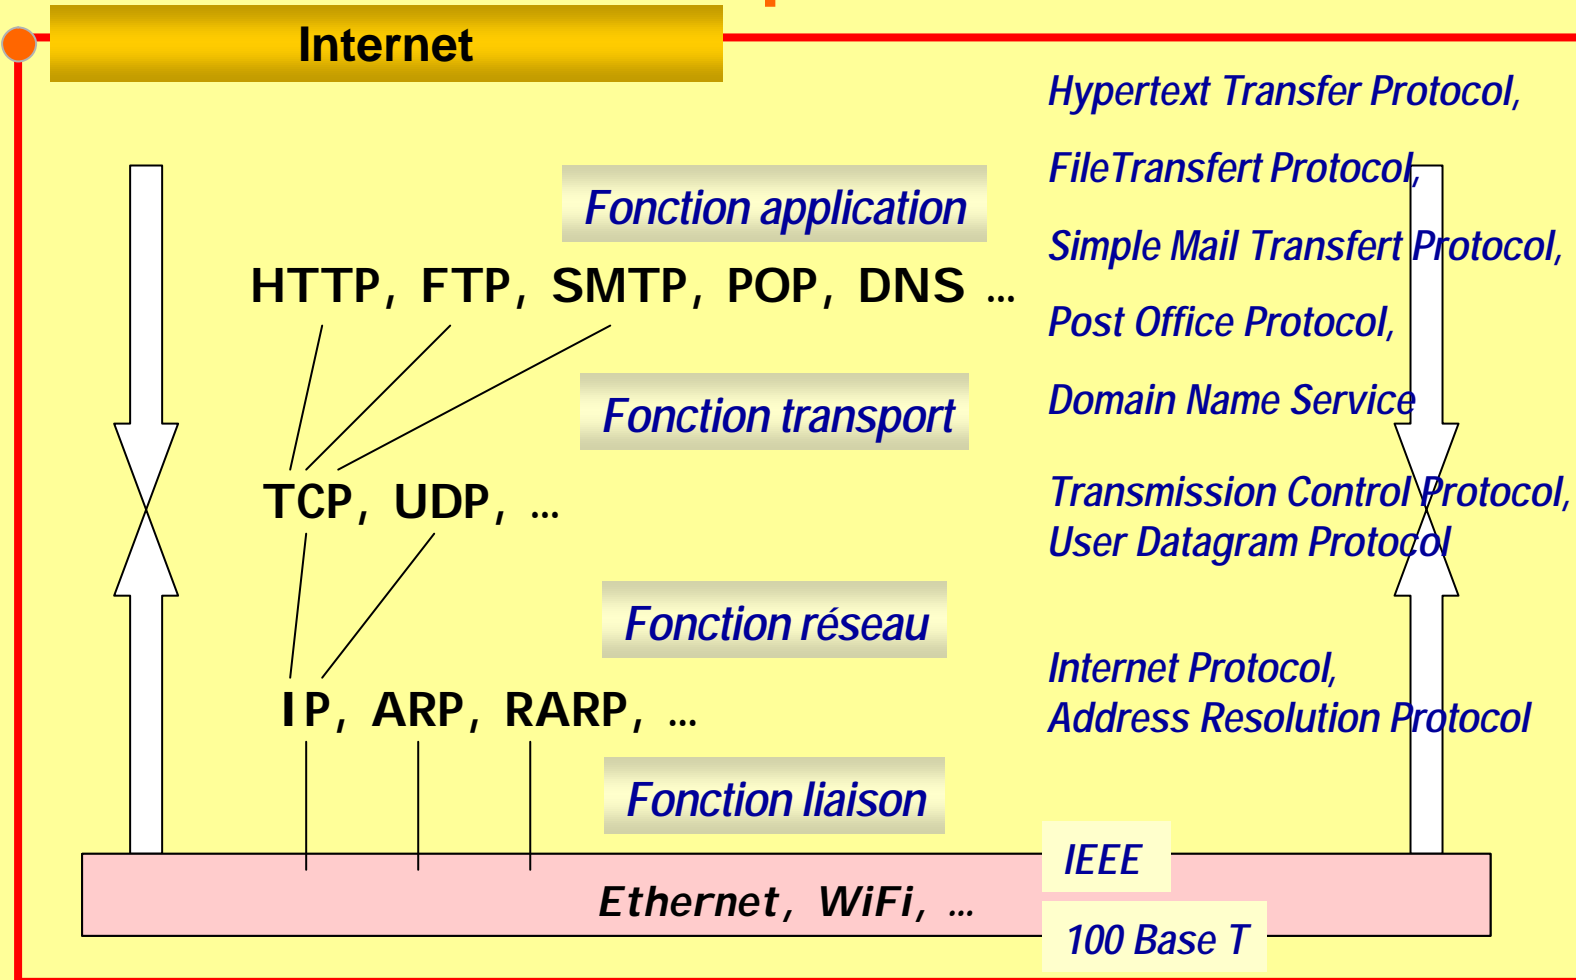 Internet
Hypertext Transfer Protocol,
FileTransfert Protocol,
Fonction application
Simple Mail Transfert Protocol,
HTTP, FTP, SMTP, POP, DNS ...
Post Office Protocol,
Fonction transport
Domain Name Service
TCP, UDP, ...
Transmission Control Protocol,
User Datagram Protocol
Fonction réseau
Internet Protocol,
IP, ARP, RARP, ...
Address Resolution Protocol
Fonction liaison
IEEE
Ethernet, WiFi, ...
100 Base T